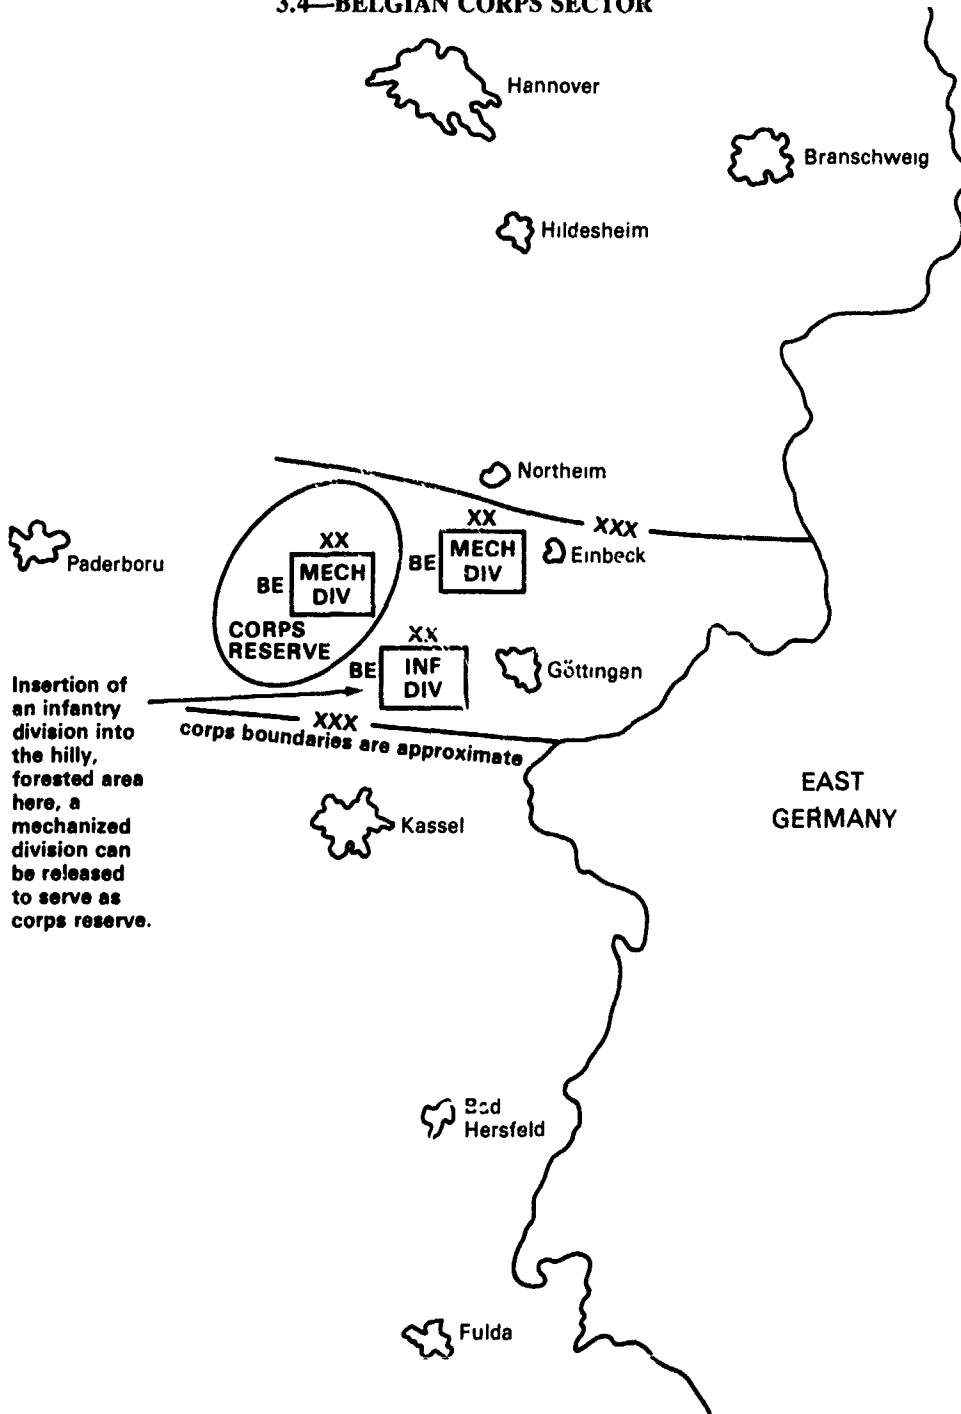 3.4—BELGIAN CORPS SECTOR
Hannover
Branschweig
Hildesheim
Northeim
XXX
XX
BE
MECH
DIV
Einbeck
Paderboru
XX
BE
MECH
DIV
CORPS
RESERVE
XX
BE
INF
DIV
Göttingen
Insertion of
an infantry
division into
the hilly,
forested area
here, a
mechanized
division can
be released
to serve as
corps reserve.
XXX
corps boundaries are approximate
EAST
GERMANY
Kassel
Bad
Hersfeld
Fulda